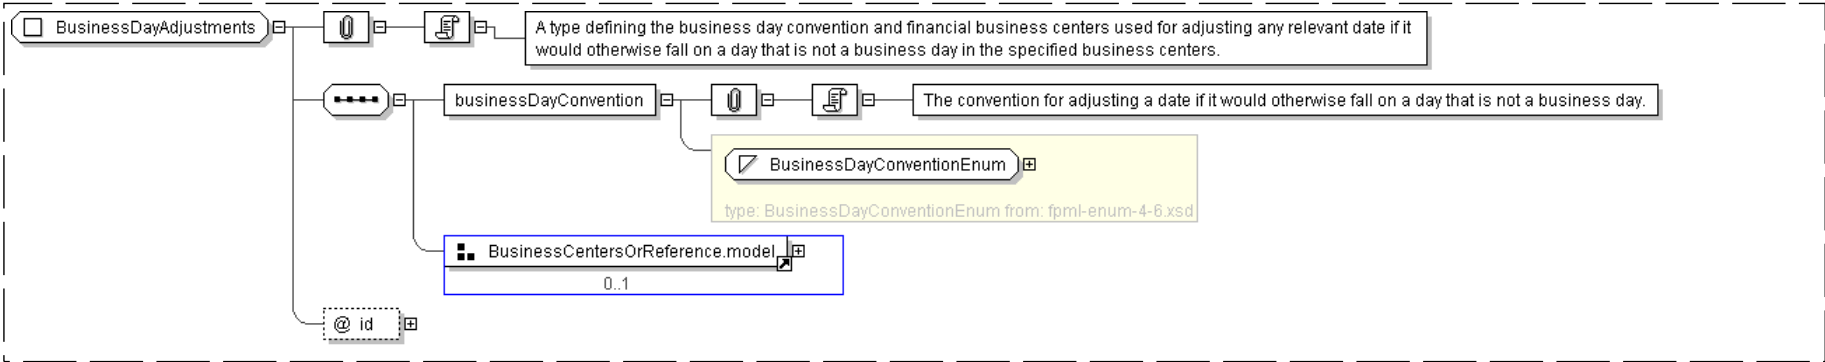 BusinessDayAdjustments
A type defining the business day convention and financial business centers used for adjusting any relevant date if it
would otherwise fall on a day that is not a business day in the specified business centers.
businessDayConvention
The convention for adjusting a date if it would otherwise fall on a day that is not a business day.
BusinessDayConventionEnum
type: BusinessDayConventionEnum from: fpml-enum-4-6.xsd
BusinessCentersOrReference.model
0..1
@ id